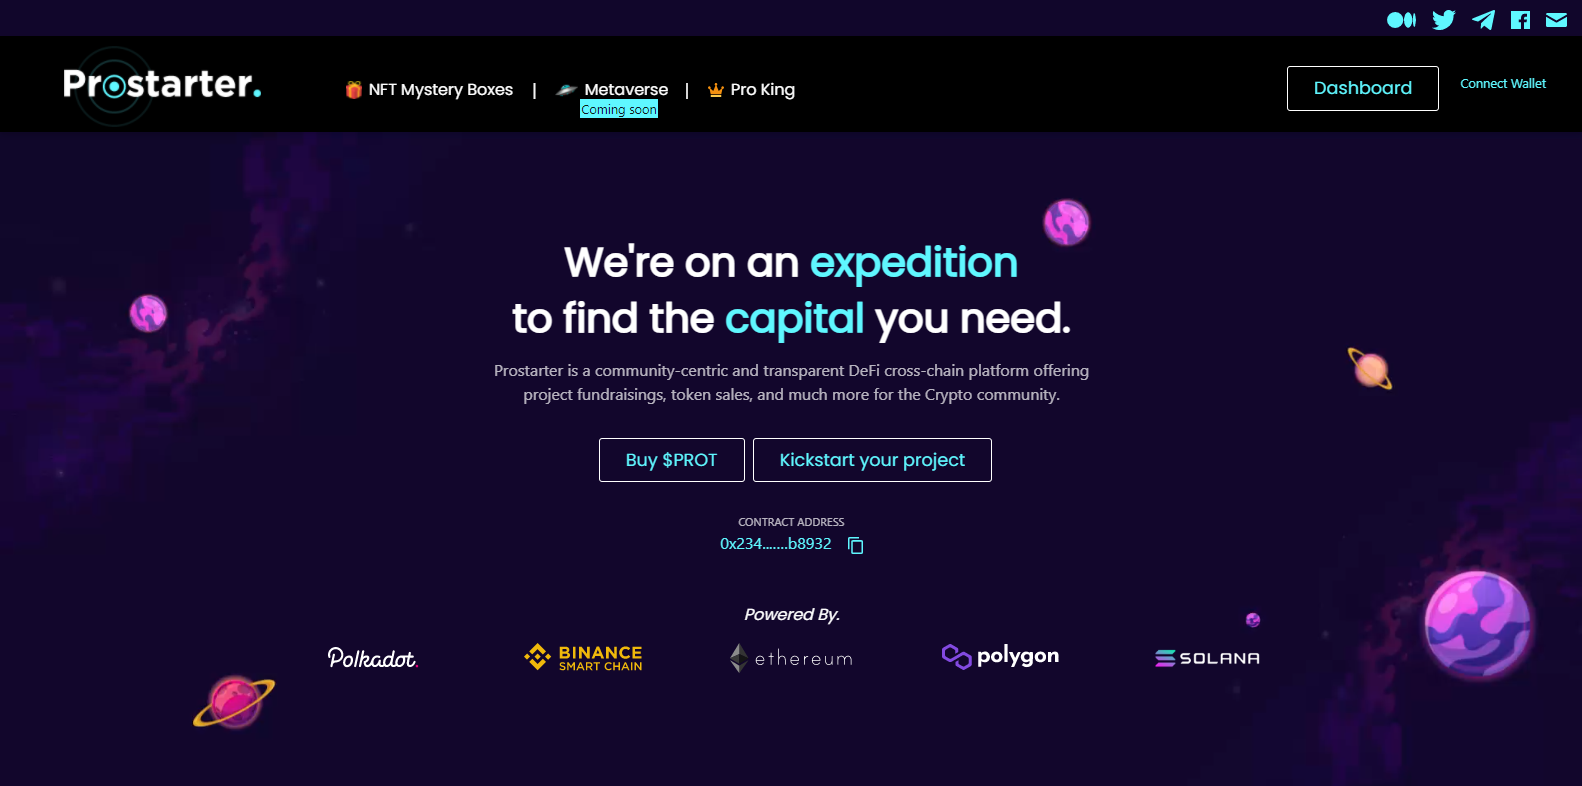 Prostarter.
NFT Mystery Boxes | Metaverse | Pro King
Coming soon
Dashboard
Connect Wallet
We're on an expedition
to find the capital you need.
Prostarter is a community-centric and transparent DeFi cross-chain platform offering
project fundraisings, token sales, and much more for the Crypto community.
Buy $PROT
Kickstart your project
CONTRACT ADDRESS
0x234.......b8932
Powered By.
Polkadot.
BINANCE
SMART CHAIN
ethereum
polygon
SOLANA